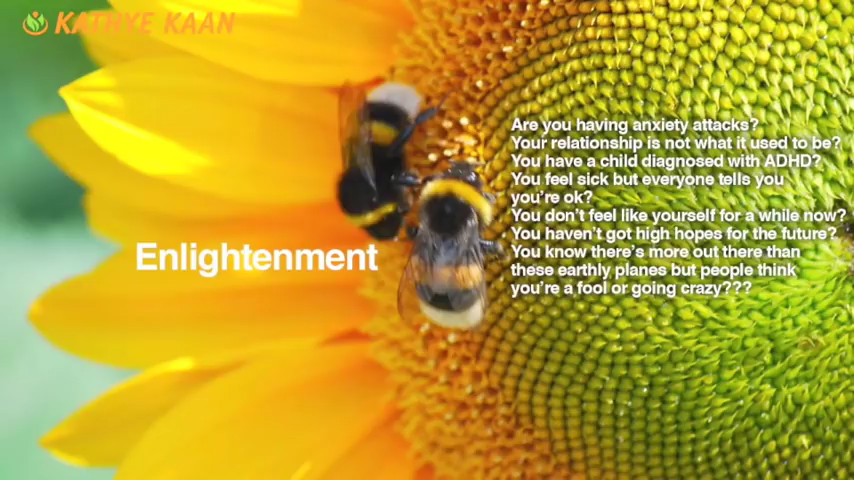 KATHYE KAAN
Are you having anxiety attacks?
Your relationship is not what it used to be?
You have a child diagnosed with ADHD?
You feel sick but everyone tells you
you're ok?
You don't feel like yourself for a while now?
You haven't got high hopes for the future?
You know there's more out there than
these earthly planes but people think
you're a fool or going crazy???
Enlightenment